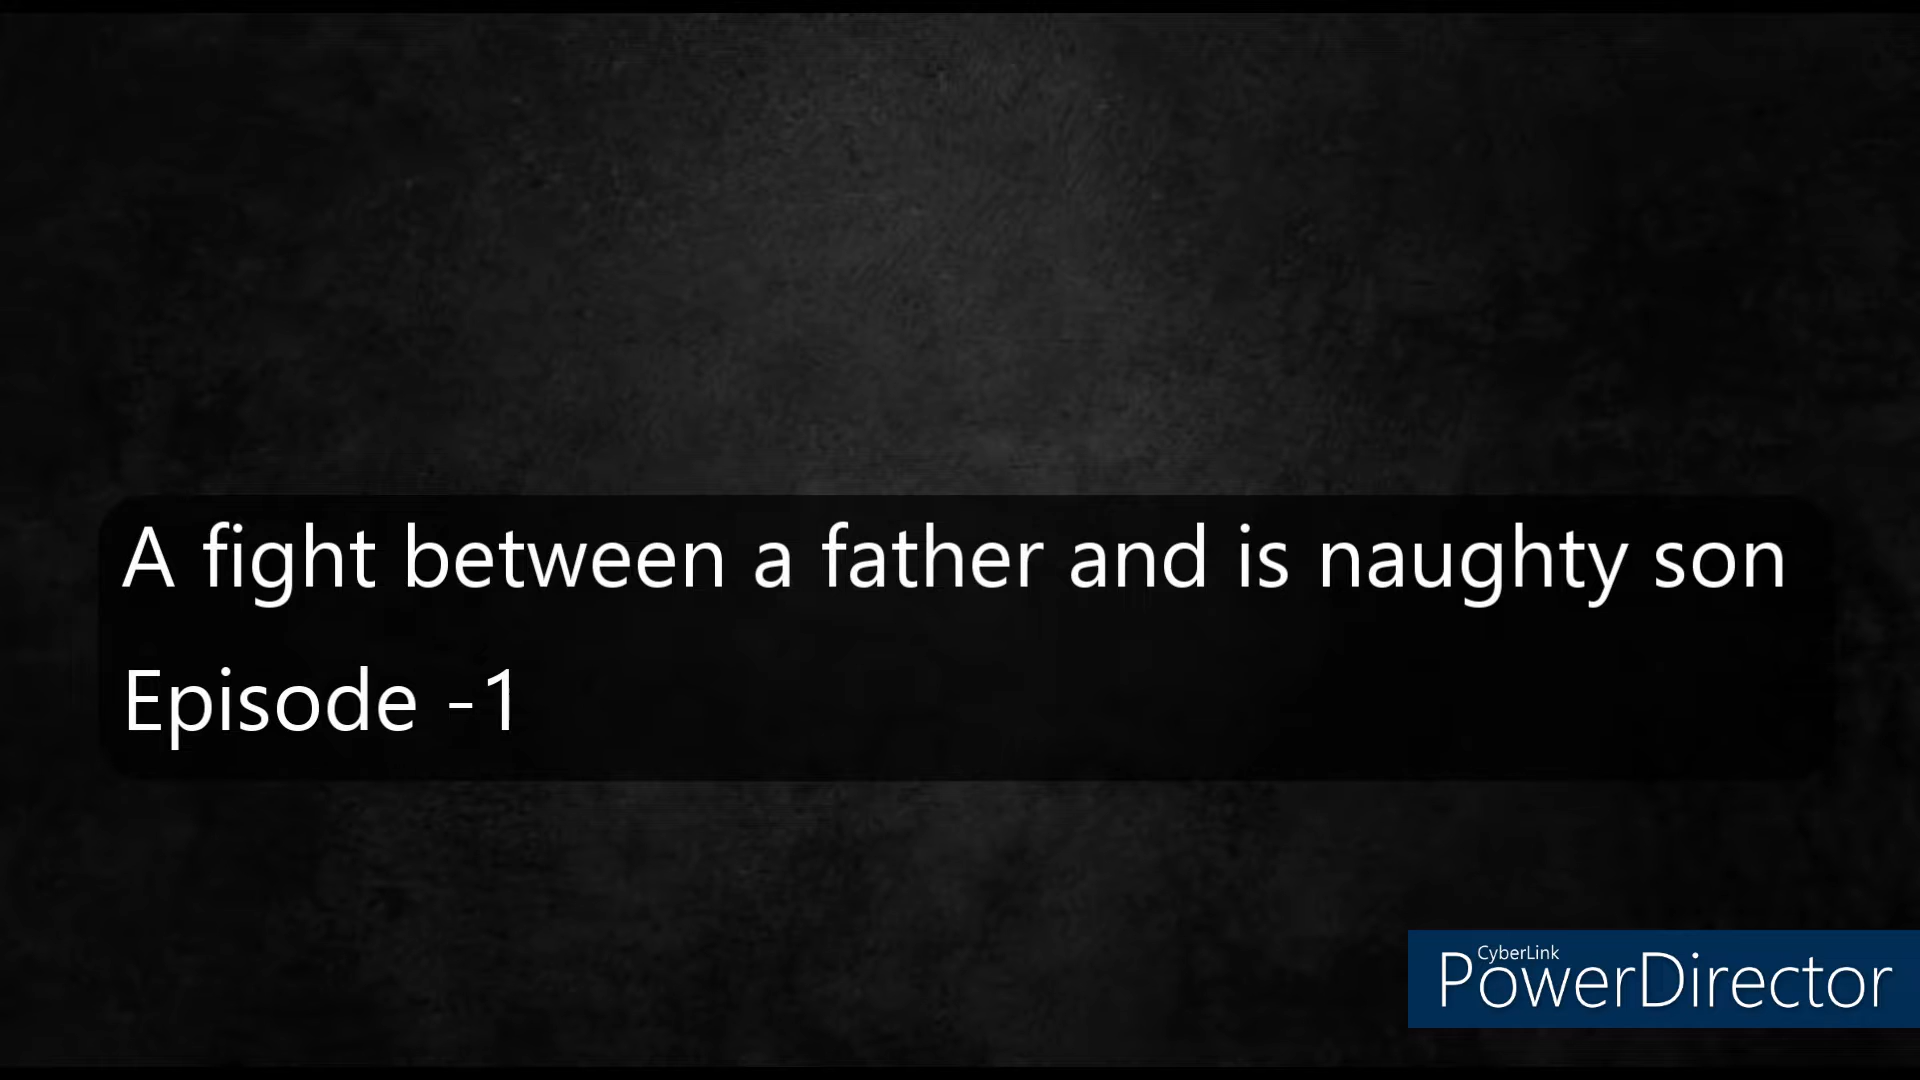 A fight between a father and is naughty son
Episode -1
CyberLink
PowerDirector